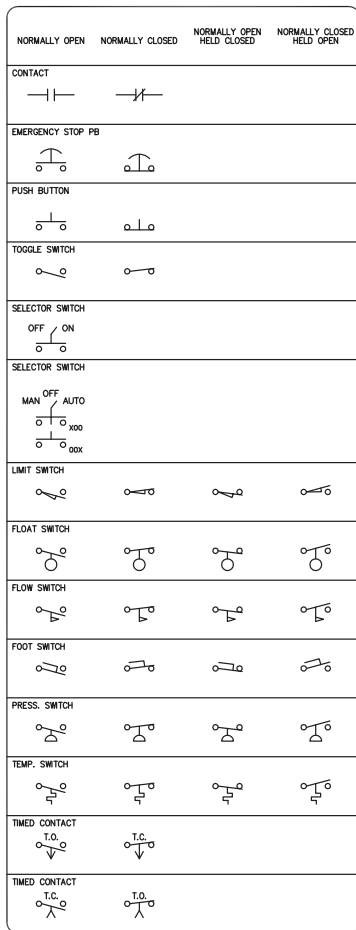 NORMALLY OPEN NORMALLY CLOSED NORMALLY OPEN HELD CLOSED NORMALLY CLOSED HELD OPEN
CONTACT
EMERGENCY STOP PB
PUSH BUTTON
TOGGLE SWITCH
SELECTOR SWITCH
OFF ON
SELECTOR SWITCH
OFF
MAN AUTO
XOO
OOX
LIMIT SWITCH
FLOAT SWITCH
FLOW SWITCH
FOOT SWITCH
PRESS. SWITCH
TEMP. SWITCH
TIMED CONTACT
T.O. T.C.
TIMED CONTACT
T.C. T.O.